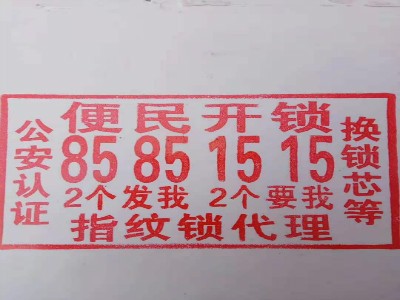 公安认证
便民开锁
85 85 15 15
2个发我 2个要我
指纹锁代理
换锁芯等